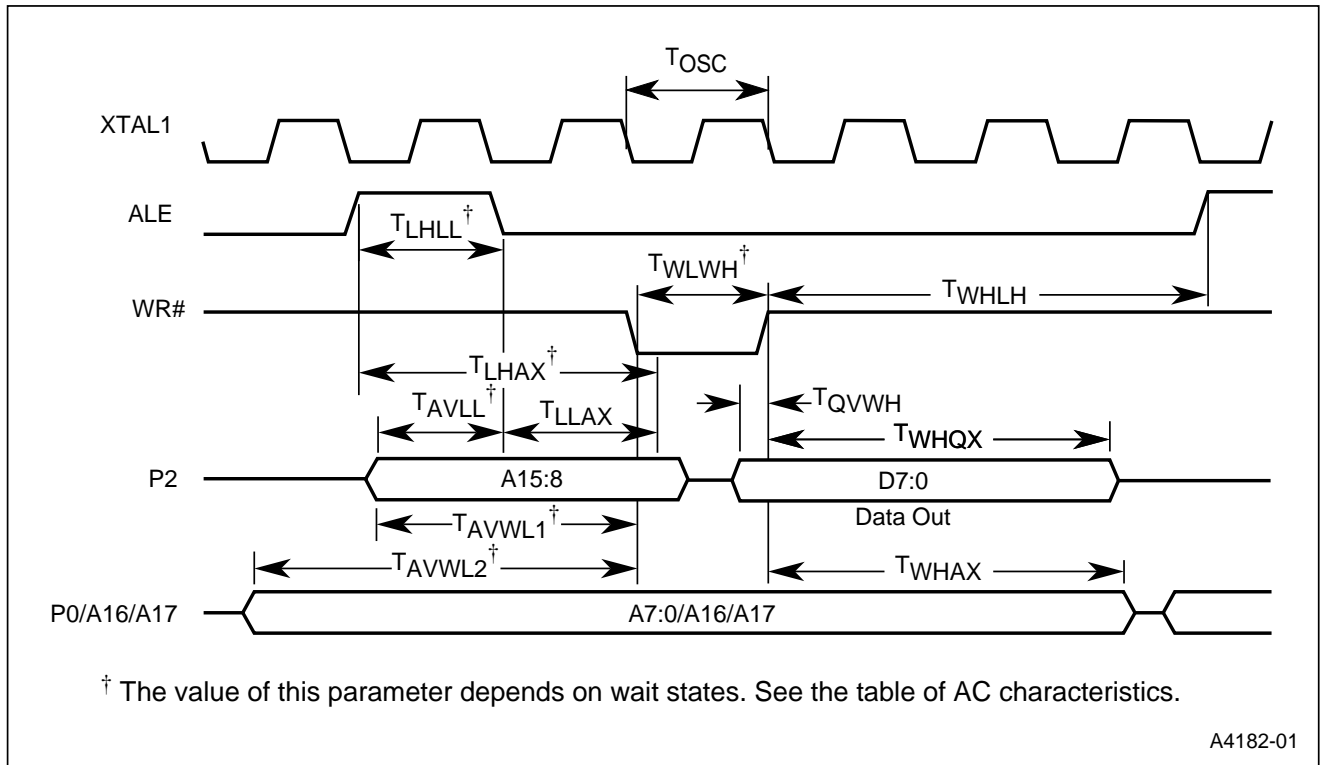 TOSC
XTAL1
ALE
TLHLL†
TWLWH†
TWHLH
WR#
TLHAX†
TAVLL†
TLLAX
TQVWH
TWHQX
P2
A15:8
D7:0
Data Out
TAVWL1†
TAVWL2†
TWHAX
P0/A16/A17
A7:0/A16/A17
† The value of this parameter depends on wait states. See the table of AC characteristics.
A4182-01